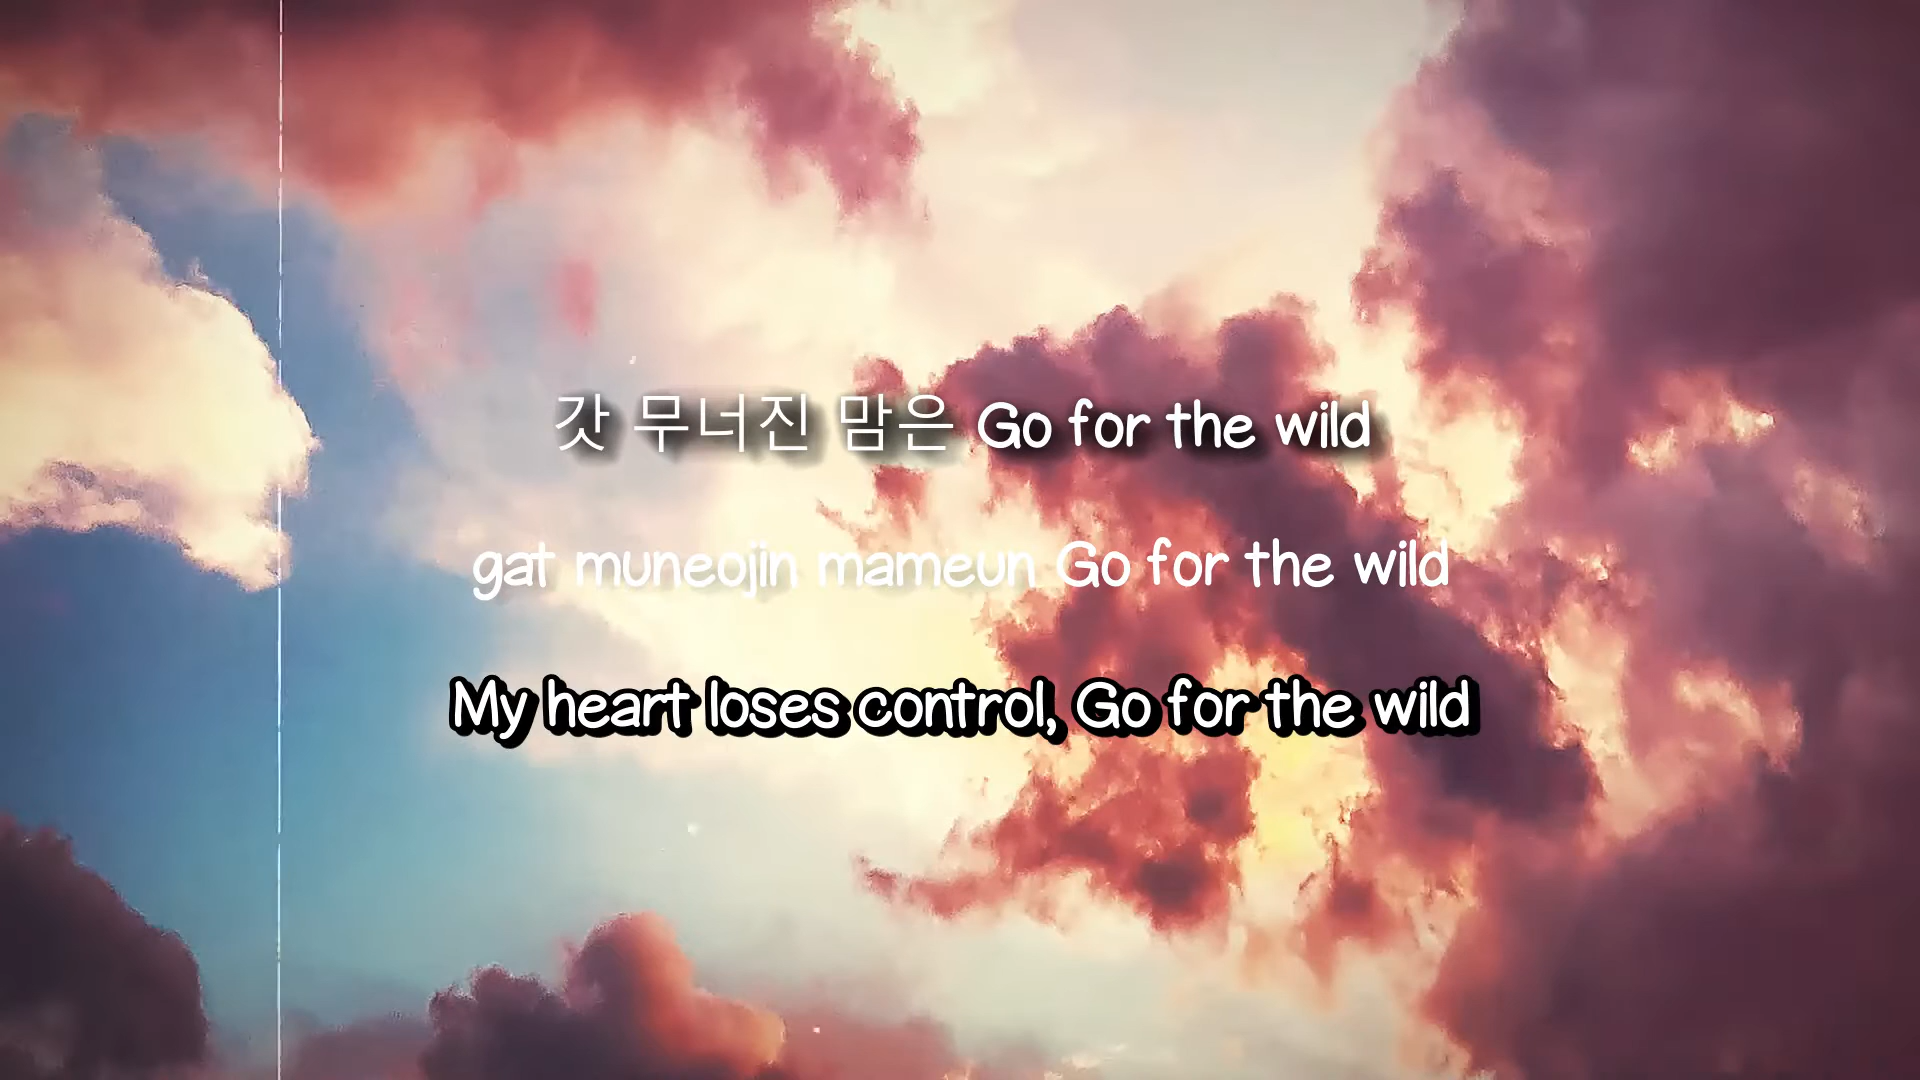 갓 무너진 맘은 Go for the wild
gat muneojin mameun Go for the wild
My heart loses control, Go for the wild